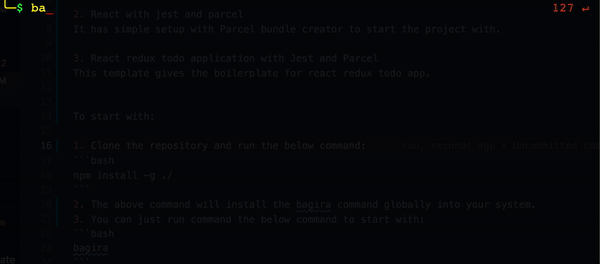 $ ba_ 127 ↵
2. React with jest and parcel
It has simple setup with Parcel bundle creator to start the project with.
3. React redux todo application with Jest and Parcel
This template gives the boilerplate for react redux todo app.
To start with:
16 1. Clone the repository and run the below command: You, seconds ago • Uncommitted
```bash
npm install -g ./
```
2. The above command will install the bagira command globally into your system.
3. You can just run command the below command to start with:
```bash
bagira
```